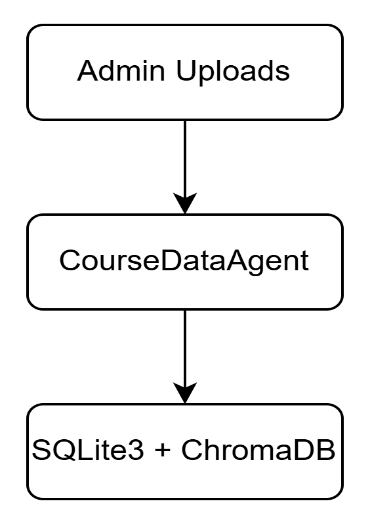 Admin Uploads
CourseDataAgent
SQLite3 + ChromaDB